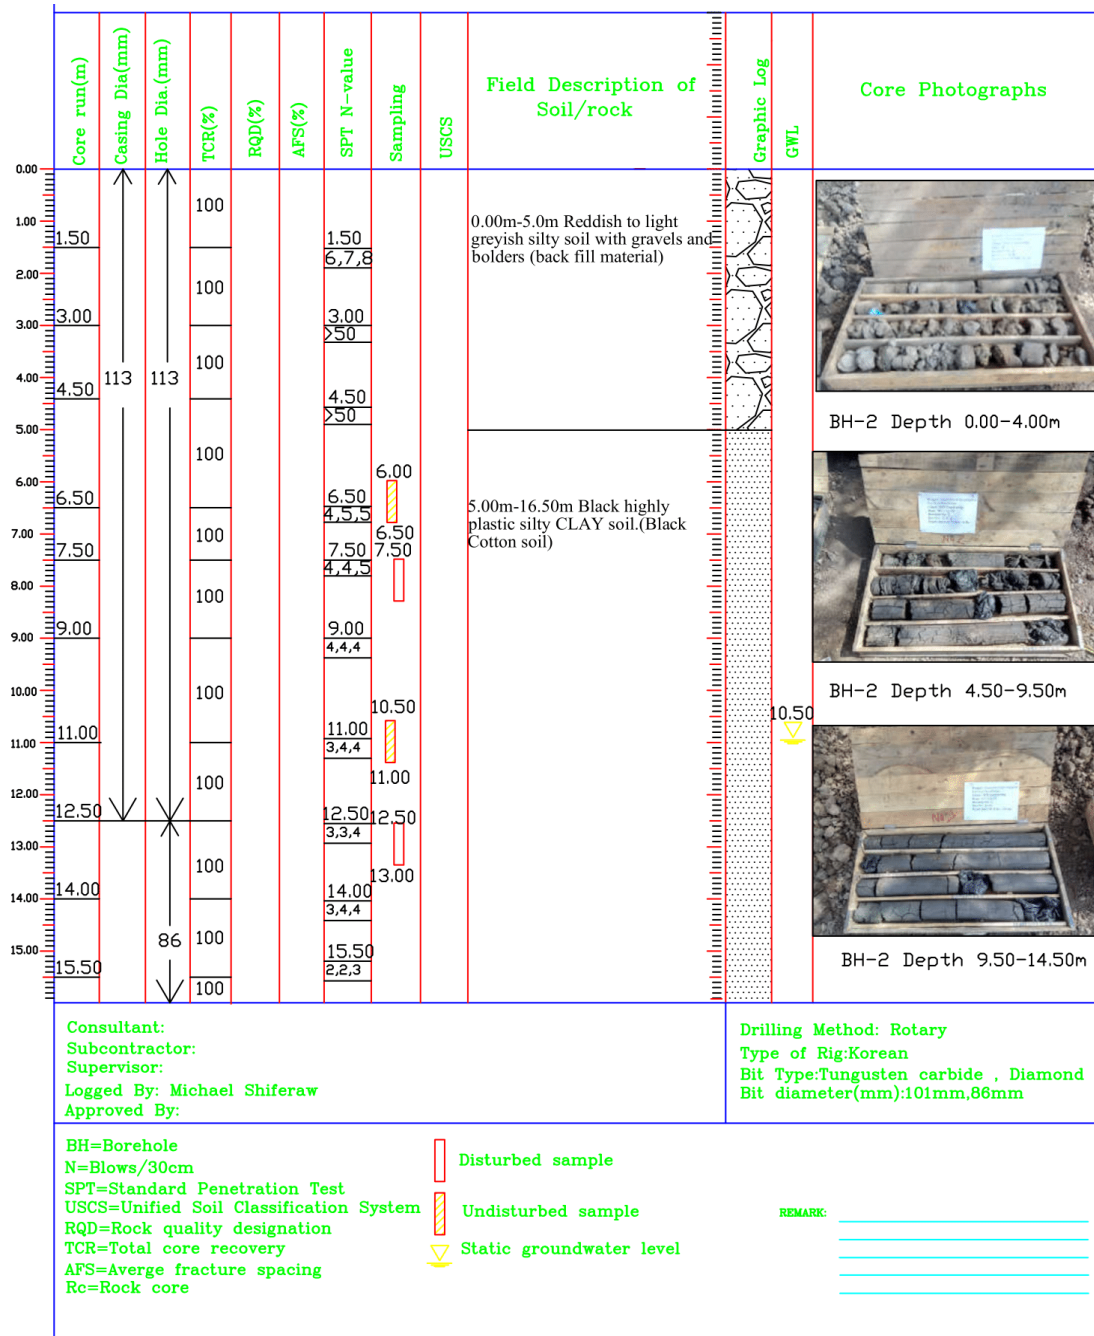 Core run(m)
Casing Dia(mm)
Hole Dia.(mm)
TCR(%)
RQD(%)
AFS(%)
SPT N-value
Sampling
USCS
Field Description of
Soil/rock
Graphic Log
GWL
Core Photographs
0.00
1.00
2.00
3.00
4.00
5.00
6.00
7.00
8.00
9.00
10.00
11.00
12.00
13.00
14.00
15.00
1.50
3.00
4.50
6.50
7.50
9.00
11.00
12.50
14.00
15.50
113
113
86
100
100
100
100
100
100
100
100
100
100
100
1.50
6,7,8
3.00
>50
4.50
>50
6.50
4,5,5
7.50
4,4,5
9.00
4,4,4
11.00
3,4,4
12.50
3,3,4
14.00
3,4,4
15.50
2,2,3
6.00
6.50
7.50
10.50
11.00
12.50
13.00
0.00m-5.0m Reddish to light
greyish silty soil with gravels and
bolders (back fill material)
5.00m-16.50m Black highly
plastic silty CLAY soil.(Black
Cotton soil)
10.50
BH-2 Depth 0.00-4.00m
BH-2 Depth 4.50-9.50m
BH-2 Depth 9.50-14.50m
Consultant:
Subcontractor:
Supervisor:
Logged By: Michael Shiferaw
Approved By:
Drilling Method: Rotary
Type of Rig:Korean
Bit Type:Tungusten carbide , Diamond
Bit diameter(mm):101mm,86mm
BH=Borehole
N=Blows/30cm
SPT=Standard Penetration Test
USCS=Unified Soil Classification System
RQD=Rock quality designation
TCR=Total core recovery
AFS=Averge fracture spacing
Rc=Rock core
Disturbed sample
Undisturbed sample
Static groundwater level
REMARK: